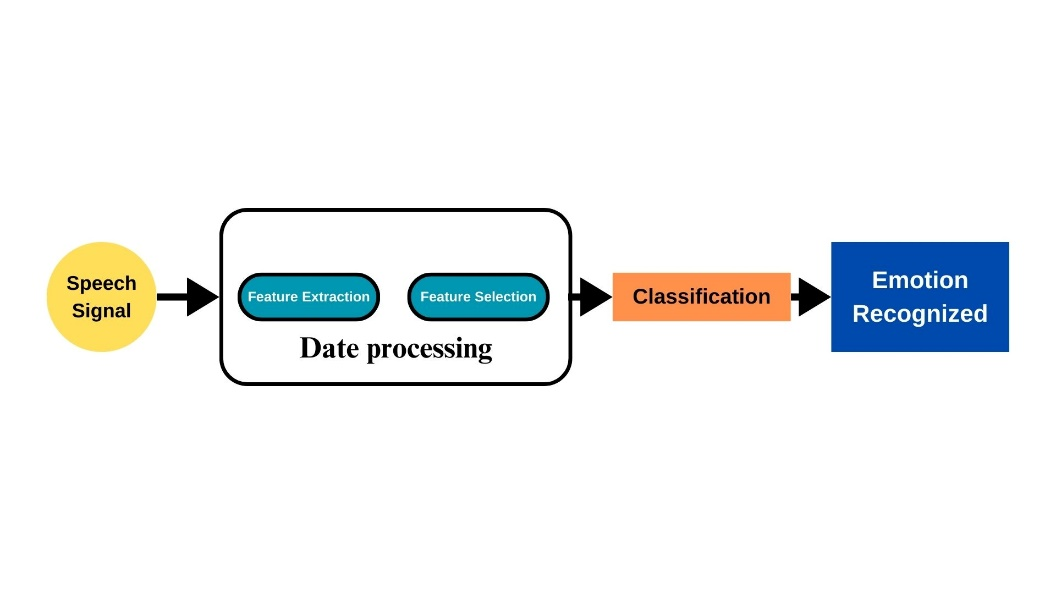 Speech
Signal
Feature Extraction
Feature Selection
Date processing
Classification
Emotion
Recognized